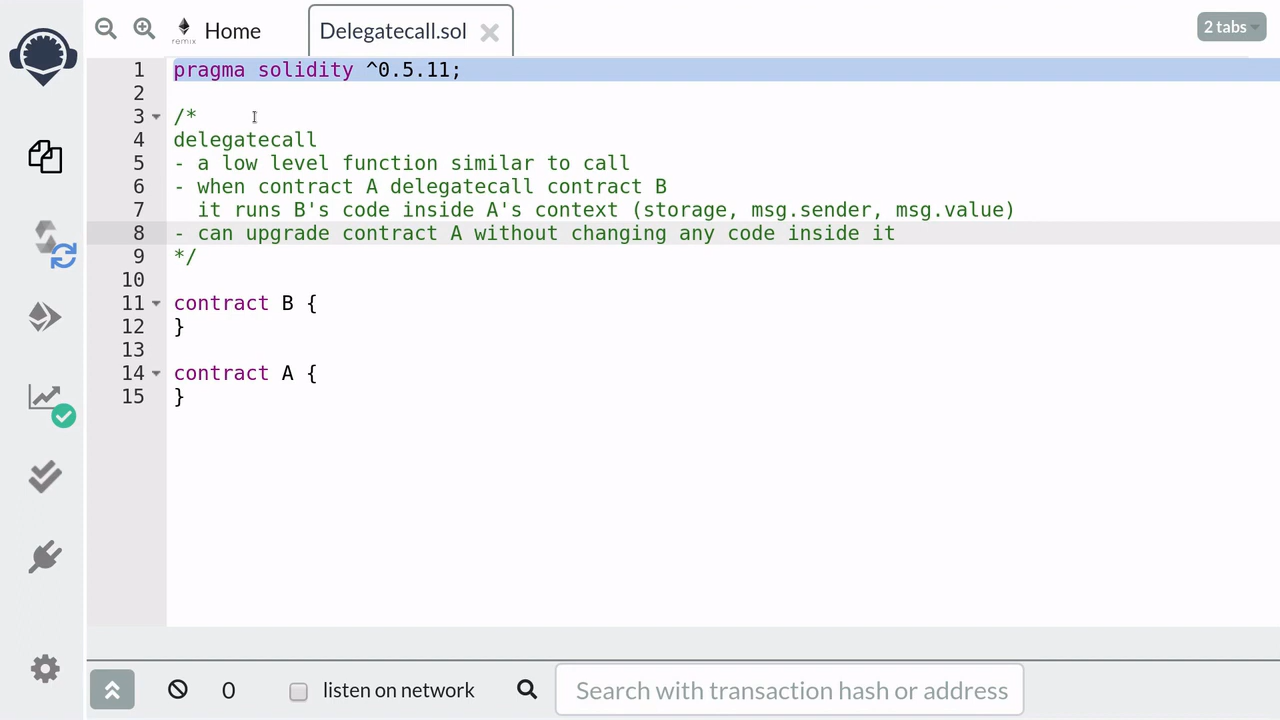 remix
Home
Delegatecall.sol
2 tabs
1 pragma solidity ^0.5.11;
2
3 /*
4 delegatecall
5 - a low level function similar to call
6 - when contract A delegatecall contract B
7 it runs B's code inside A's context (storage, msg.sender, msg.value)
8 - can upgrade contract A without changing any code inside it
9 */
10
11 contract B {
12 }
13
14 contract A {
15 }
0
listen on network
Search with transaction hash or address